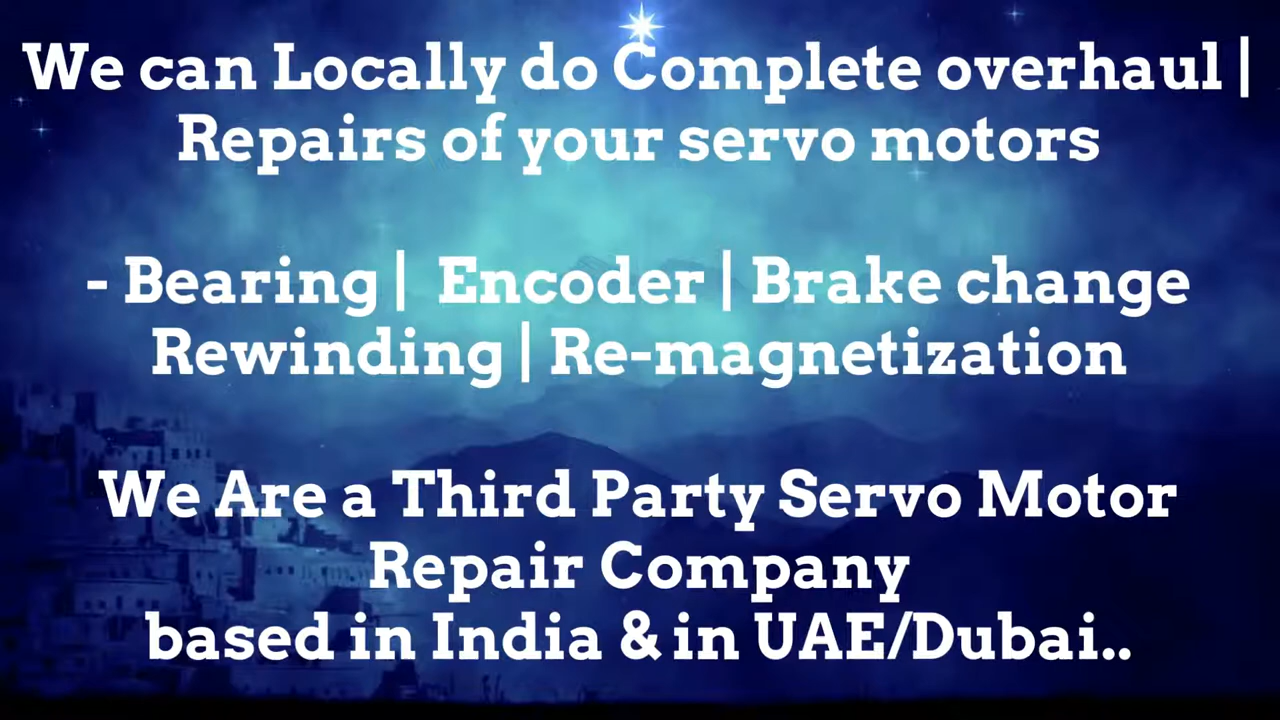 We can Locally do Complete overhaul |
Repairs of your servo motors
- Bearing | Encoder | Brake change
Rewinding | Re-magnetization
We Are a Third Party Servo Motor
Repair Company
based in India & in UAE/Dubai..